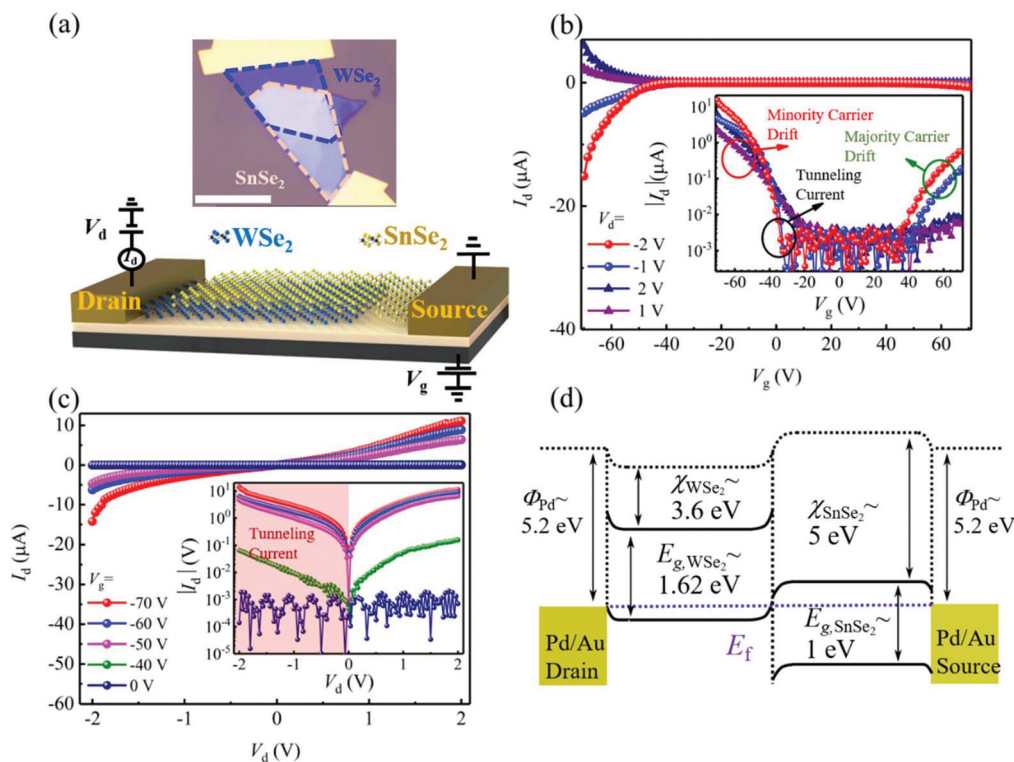 (a)
WSe2
SnSe2
Vd
Id
WSe2
SnSe2
Drain
Source
Vg
(b)
0
-20
-40
Id (μA)
Vd=
-2 V
-1 V
2 V
1 V
-60 -40 -20 0 20 40 60
Vg (V)
10^1
10^0
10^-1
10^-2
10^-3
|Id|(μA)
Minority Carrier
Drift
Majority Carrier
Drift
Tunneling
Current
-60 -40 -20 0 20 40 60
Vg (V)
(c)
10
0
-10
-20
-30
-40
-50
-60
Id (μA)
Vg=
-70 V
-60 V
-50 V
-40 V
0 V
-2 -1 0 1 2
Vd (V)
10^1
10^0
10^-1
10^-2
10^-3
10^-4
10^-5
|Id| (V)
Tunneling
Current
-2 -1 0 1 2
Vd (V)
(d)
ΦPd~
5.2 eV
χWSe2~
3.6 eV
Eg,WSe2~
1.62 eV
χSnSe2~
5 eV
Eg,SnSe2~
1 eV
ΦPd~
5.2 eV
Ef
Pd/Au
Drain
Pd/Au
Source